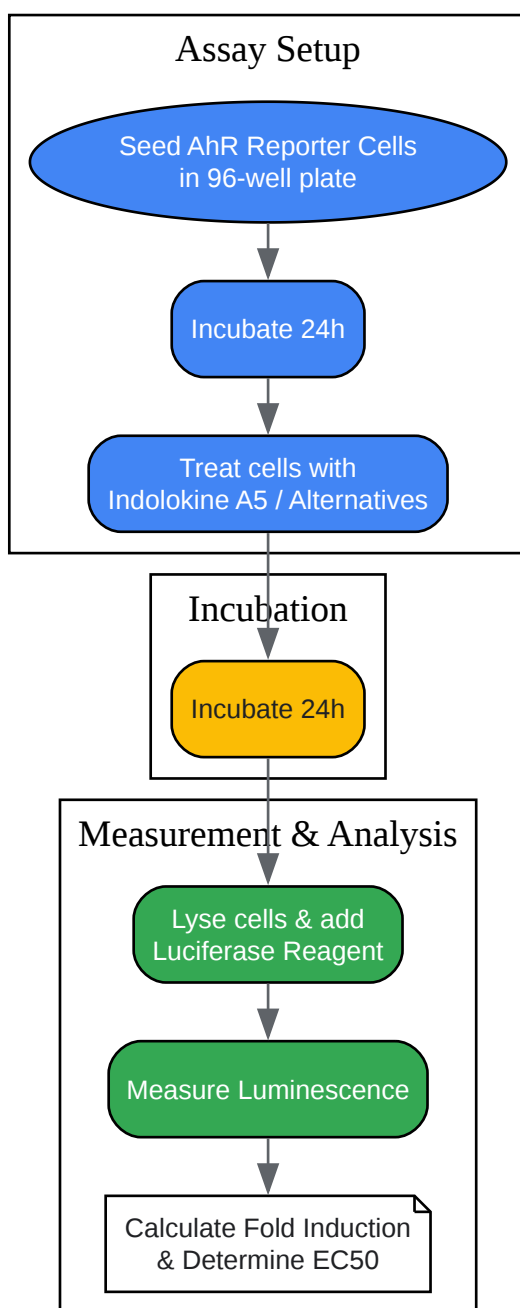 Assay Setup
Seed AhR Reporter Cells
in 96-well plate
Incubate 24h
Treat cells with
Indolokine A5 / Alternatives
Incubation
Incubate 24h
Measurement & Analysis
Lyse cells & add
Luciferase Reagent
Measure Luminescence
Calculate Fold Induction
& Determine EC50